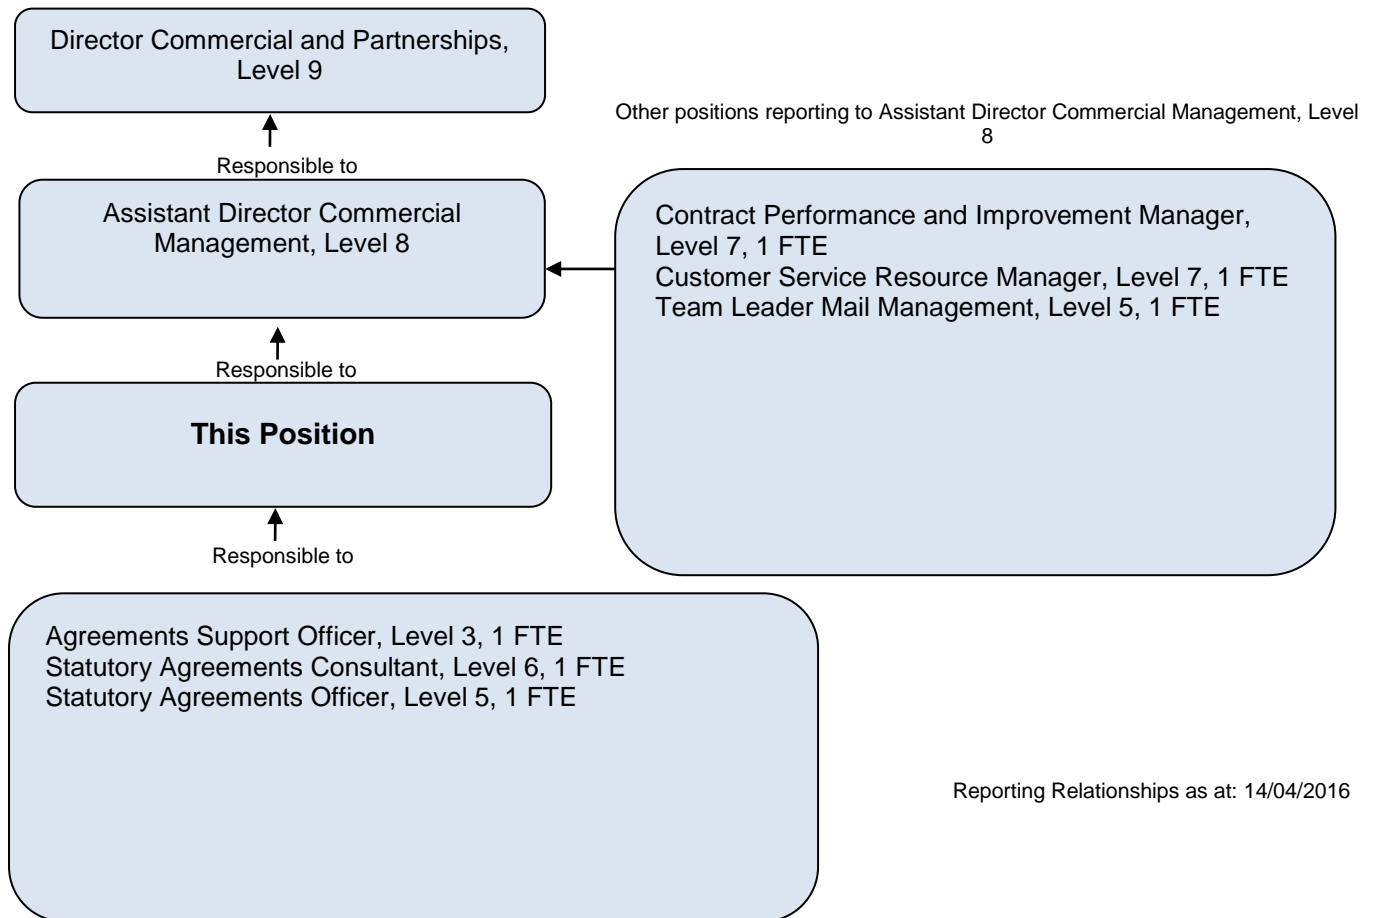 Director Commercial and Partnerships,
Level 9
Other positions reporting to Assistant Director Commercial Management, Level
8
Responsible to
Assistant Director Commercial
Management, Level 8
Contract Performance and Improvement Manager,
Level 7, 1 FTE
Customer Service Resource Manager, Level 7, 1 FTE
Team Leader Mail Management, Level 5, 1 FTE
Responsible to
This Position
Responsible to
Agreements Support Officer, Level 3, 1 FTE
Statutory Agreements Consultant, Level 6, 1 FTE
Statutory Agreements Officer, Level 5, 1 FTE
Reporting Relationships as at: 14/04/2016